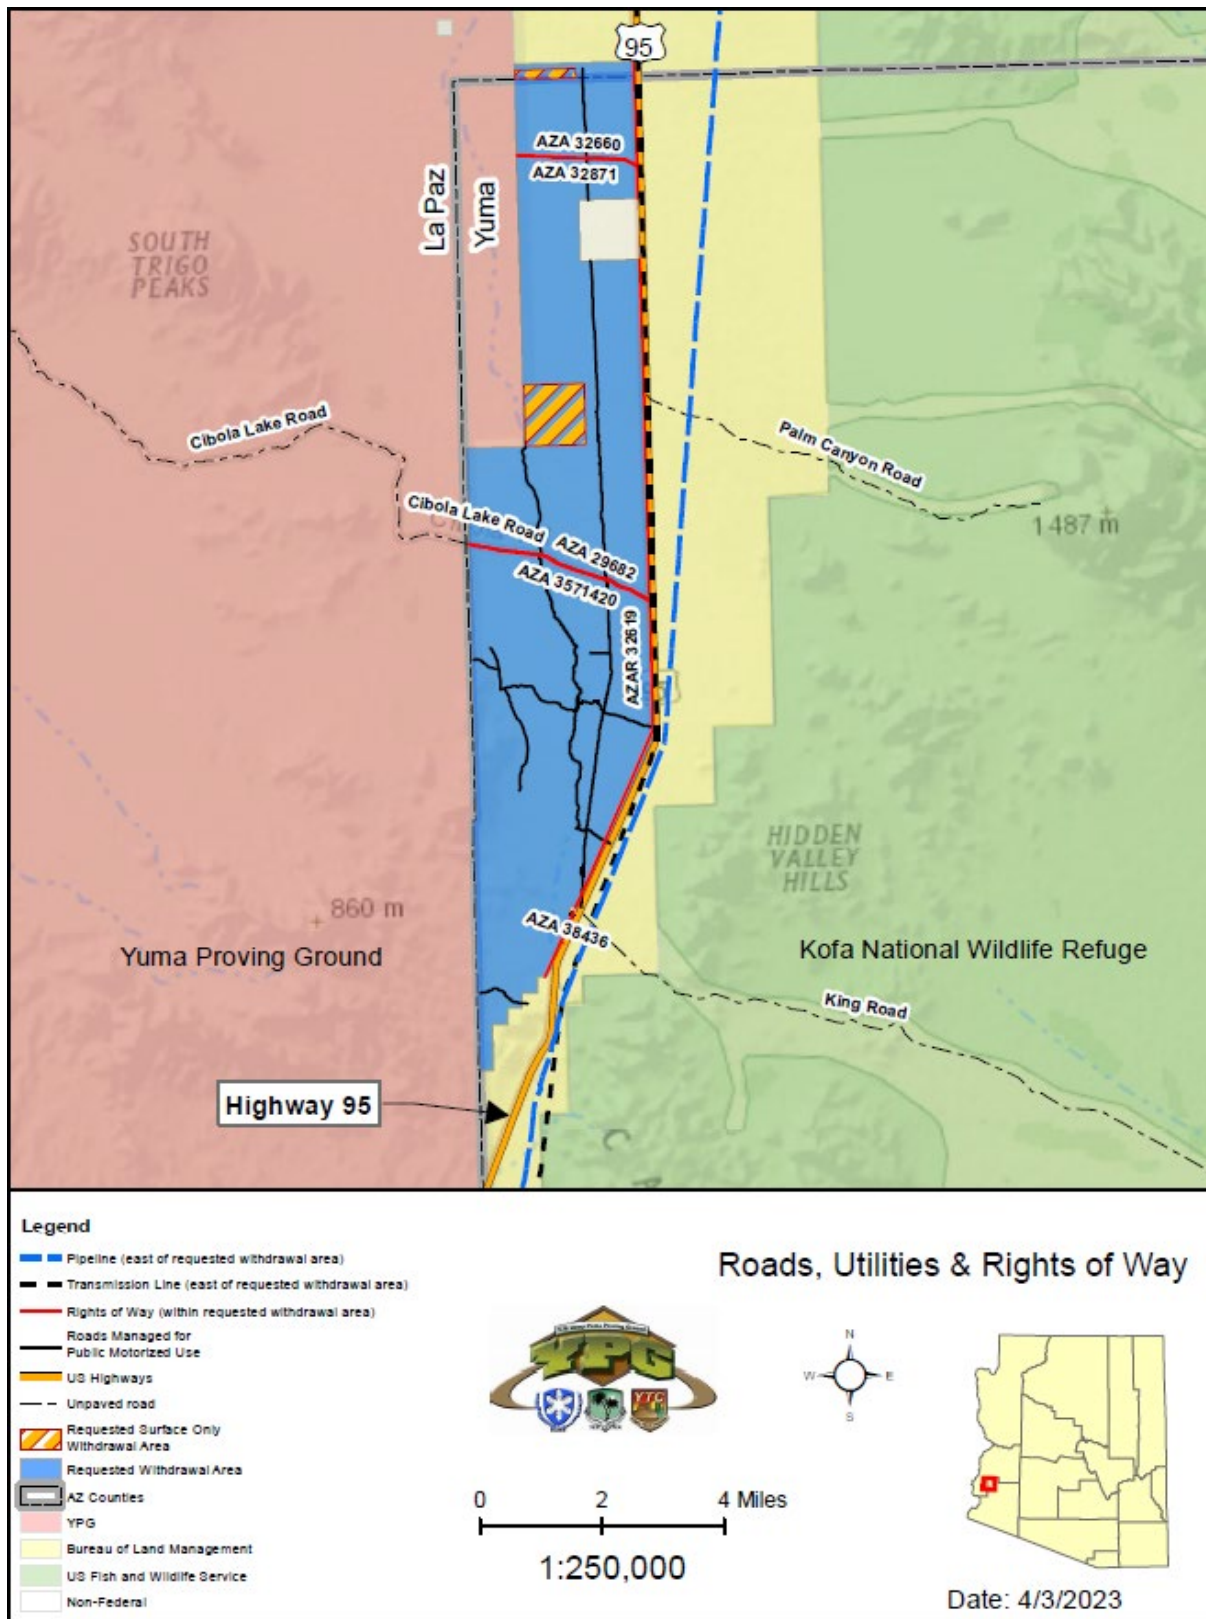 95
AZA 32660
AZA 32871
La Paz
Yuma
SOUTH
TRIGO
PEAKS
Cibola Lake Road
Palm Canyon Road
Cibola Lake Road
AZA 29682
1487 m
AZA 3571420
AZAR 32619
HIDDEN
VALLEY
HILLS
860 m
AZA 38436
Yuma Proving Ground
Kofa National Wildlife Refuge
King Road
Highway 95
Legend
Pipeline (east of requested withdrawal area)
Transmission Line (east of requested withdrawal area)
Rights of Way (within requested withdrawal area)
Roads Managed for
Public Motorized Use
US Highways
Unpaved road
Requested Surface Only
Withdrawal Area
Requested Withdrawal Area
AZ Counties
YPG
Bureau of Land Management
US Fish and Wildlife Service
Non-Federal
Roads, Utilities & Rights of Way
YPG
YTC
N
W E
S
0 2 4 Miles
1:250,000
Date: 4/3/2023